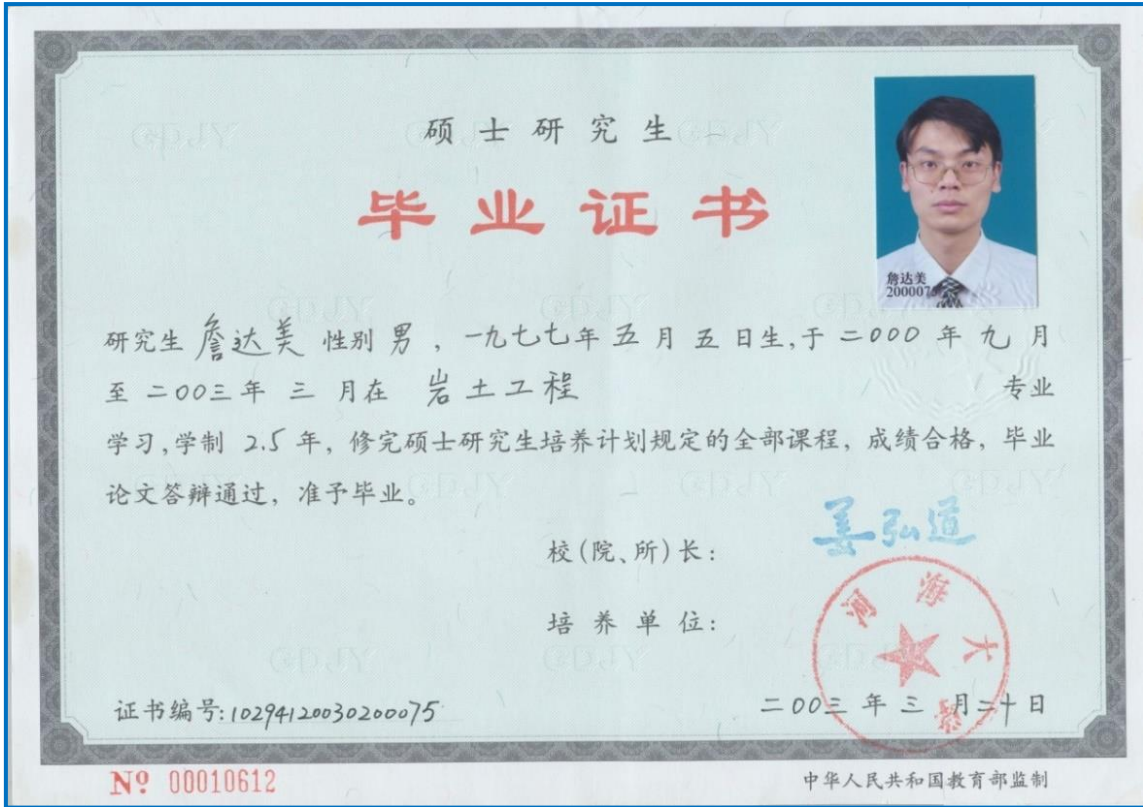 硕士研究生
毕业证书
詹达美
200007
研究生 詹达美 性别 男 ，一九七七年 五 月 五 日生,于 二000 年 九 月
至 二00三年 三 月在 岩土工程 专业
学习,学制 2.5 年，修完硕士研究生培养计划规定的全部课程，成绩合格，毕业
论文答辩通过，准予毕业。
姜弘道
校(院、所)长：
河海大学
培养单位：
证书编号:10294120030200075
二00三 年 三 月二十日
№ 00010612
中华人民共和国教育部监制